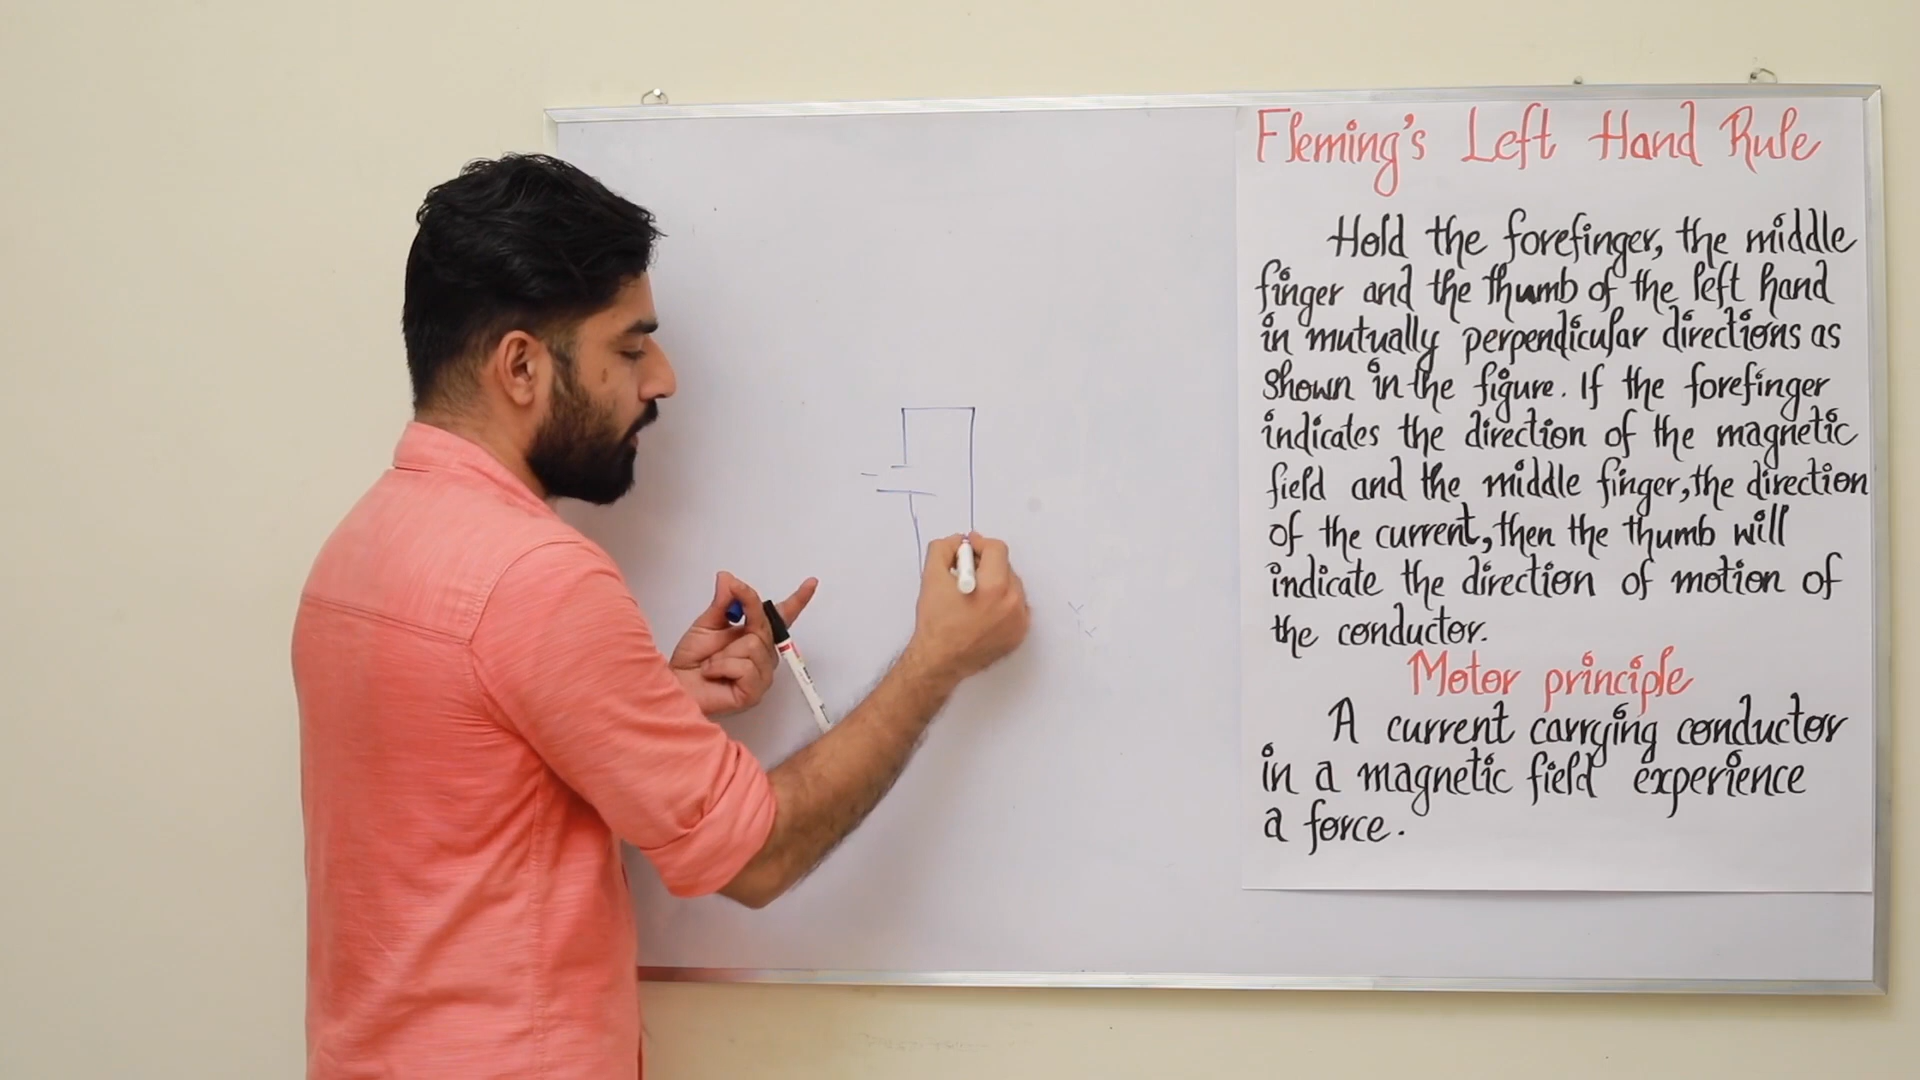 Fleming's Left Hand Rule
Hold the forefinger, the middle
finger and the thumb of the left hand
in mutually perpendicular directions as
shown in the figure. If the forefinger
indicates the direction of the magnetic
field and the middle finger, the direction
of the current, then the thumb will
indicate the direction of motion of
the conductor.
Motor principle
A current carrying conductor
in a magnetic field experience
a force.